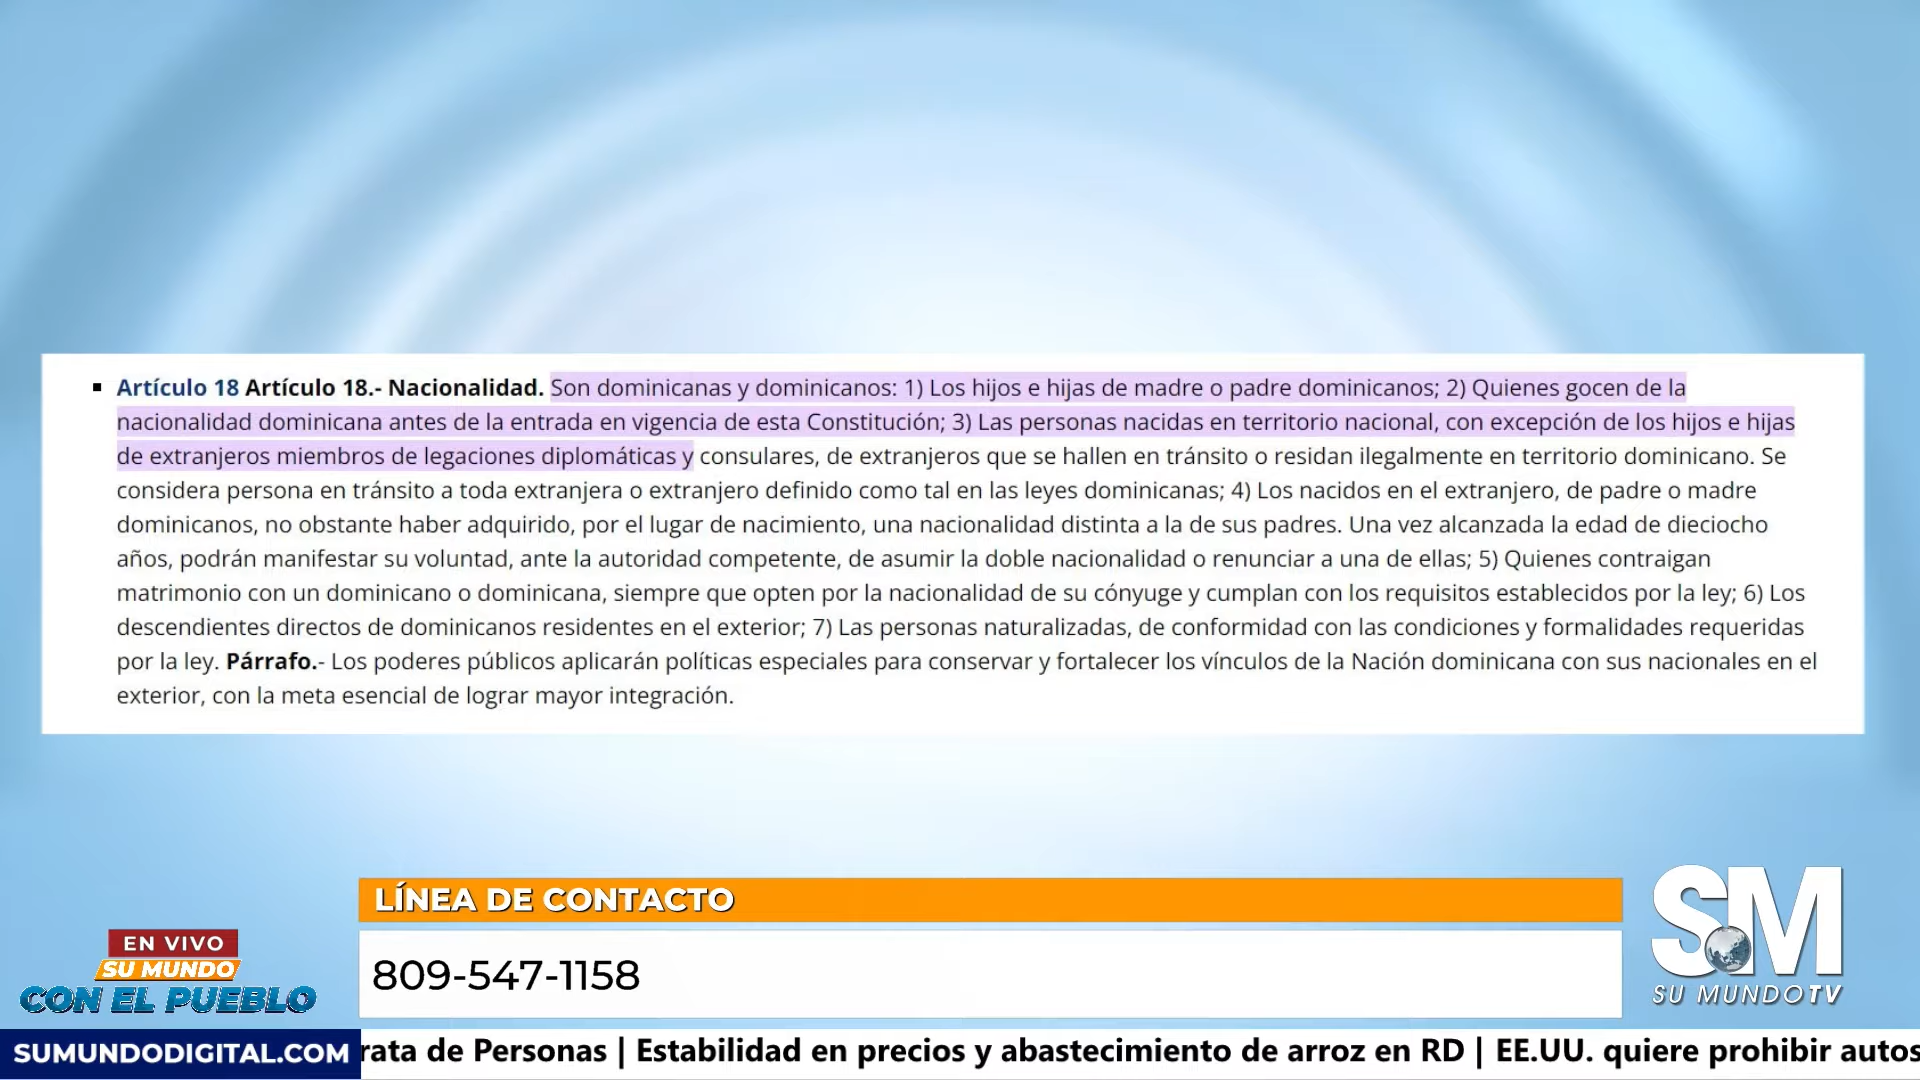 Artículo 18 Artículo 18.- Nacionalidad. Son dominicanas y dominicanos: 1) Los hijos e hijas de madre o padre dominicanos; 2) Quienes gocen de la
nacionalidad dominicana antes de la entrada en vigencia de esta Constitución; 3) Las personas nacidas en territorio nacional, con excepción de los hijos e hijas
de extranjeros miembros de legaciones diplomáticas y consulares, de extranjeros que se hallen en tránsito o residan ilegalmente en territorio dominicano. Se
considera persona en tránsito a toda extranjera o extranjero definido como tal en las leyes dominicanas; 4) Los nacidos en el extranjero, de padre o madre
dominicanos, no obstante haber adquirido, por el lugar de nacimiento, una nacionalidad distinta a la de sus padres. Una vez alcanzada la edad de dieciocho
años, podrán manifestar su voluntad, ante la autoridad competente, de asumir la doble nacionalidad o renunciar a una de ellas; 5) Quienes contraigan
matrimonio con un dominicano o dominicana, siempre que opten por la nacionalidad de su cónyuge y cumplan con los requisitos establecidos por la ley; 6) Los
descendientes directos de dominicanos residentes en el exterior; 7) Las personas naturalizadas, de conformidad con las condiciones y formalidades requeridas
por la ley. Párrafo.- Los poderes públicos aplicarán políticas especiales para conservar y fortalecer los vínculos de la Nación dominicana con sus nacionales en el
exterior, con la meta esencial de lograr mayor integración.
LÍNEA DE CONTACTO
809-547-1158
EN VIVO
SU MUNDO
CON EL PUEBLO
SM
SU MUNDO TV
SUMUNDODIGITAL.COM
rata de Personas | Estabilidad en precios y abastecimiento de arroz en RD | EE.UU. quiere prohibir autos